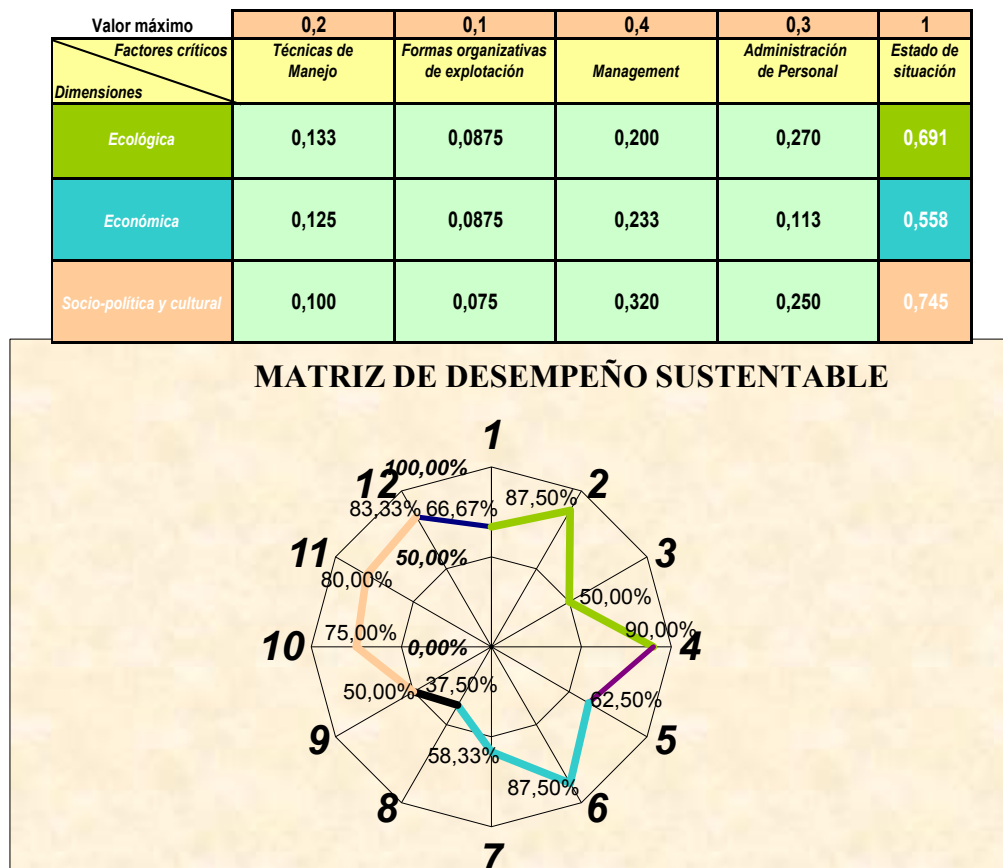 Valor máximo 0,2 0,1 0,4 0,3 1
Factores críticos
Dimensiones
Técnicas de
Manejo
Formas organizativas
de explotación
Management
Administración
de Personal
Estado de
situación
Ecológica 0,133 0,0875 0,200 0,270 0,691
Económica 0,125 0,0875 0,233 0,113 0,558
Socio-política y cultural 0,100 0,075 0,320 0,250 0,745
MATRIZ DE DESEMPEÑO SUSTENTABLE
1
100,00%
12 2
83,33% 66,67% 87,50%
11 50,00% 3
80,00% 50,00%
75,00% 90,00%
10 0,00% 4
50,00% 37,50% 62,50%
9 5
58,33% 87,50%
8 6
7